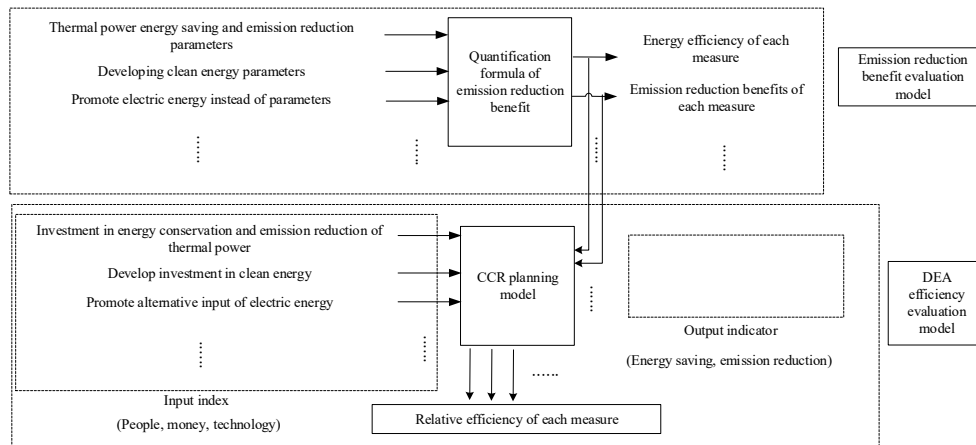 Thermal power energy saving and emission reduction
parameters
Developing clean energy parameters
Promote electric energy instead of parameters
Quantification
formula of
emission reduction
benefit
Energy efficiency of each
measure
Emission reduction benefits of
each measure
Emission reduction
benefit evaluation
model
Investment in energy conservation and emission reduction of
thermal power
Develop investment in clean energy
Promote alternative input of electric energy
CCR planning
model
DEA
efficiency
evaluation
model
Output indicator
(Energy saving, emission reduction)
Input index
(People, money, technology)
Relative efficiency of each measure